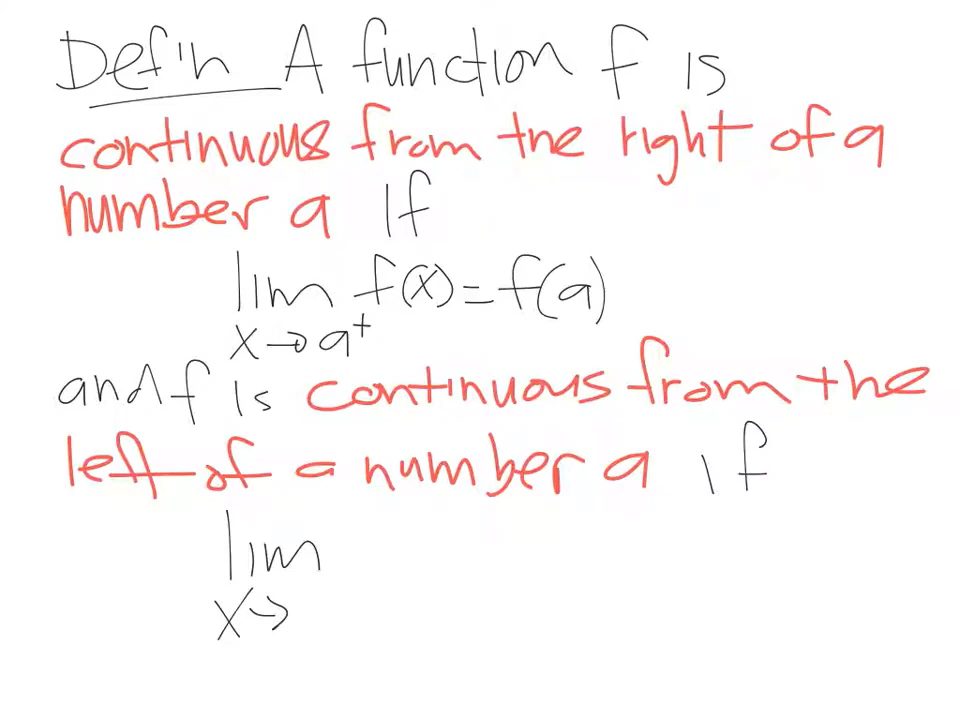 Def'n A function f is
continuous from the right of a
number a if
lim f(x) = f(a)
x→a⁺
and f is continuous from the
left of a number a if
lim
x→